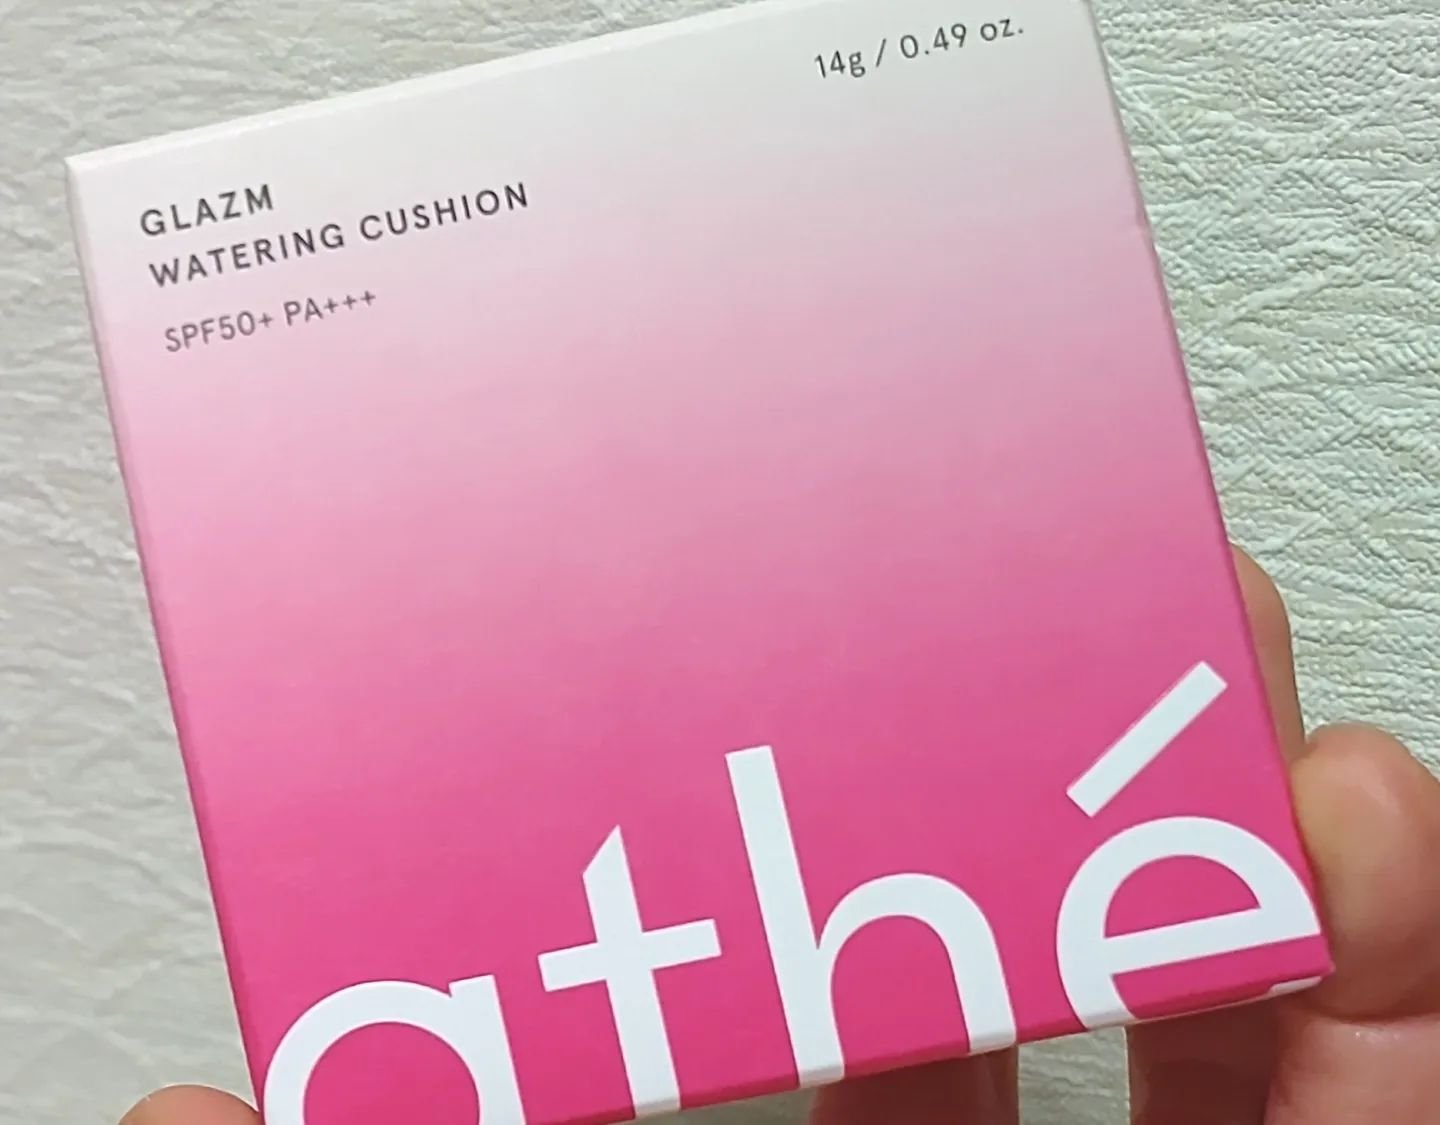 14g / 0.49 oz.
GLAZM
WATERING CUSHION
SPF50+ PA+++
athé